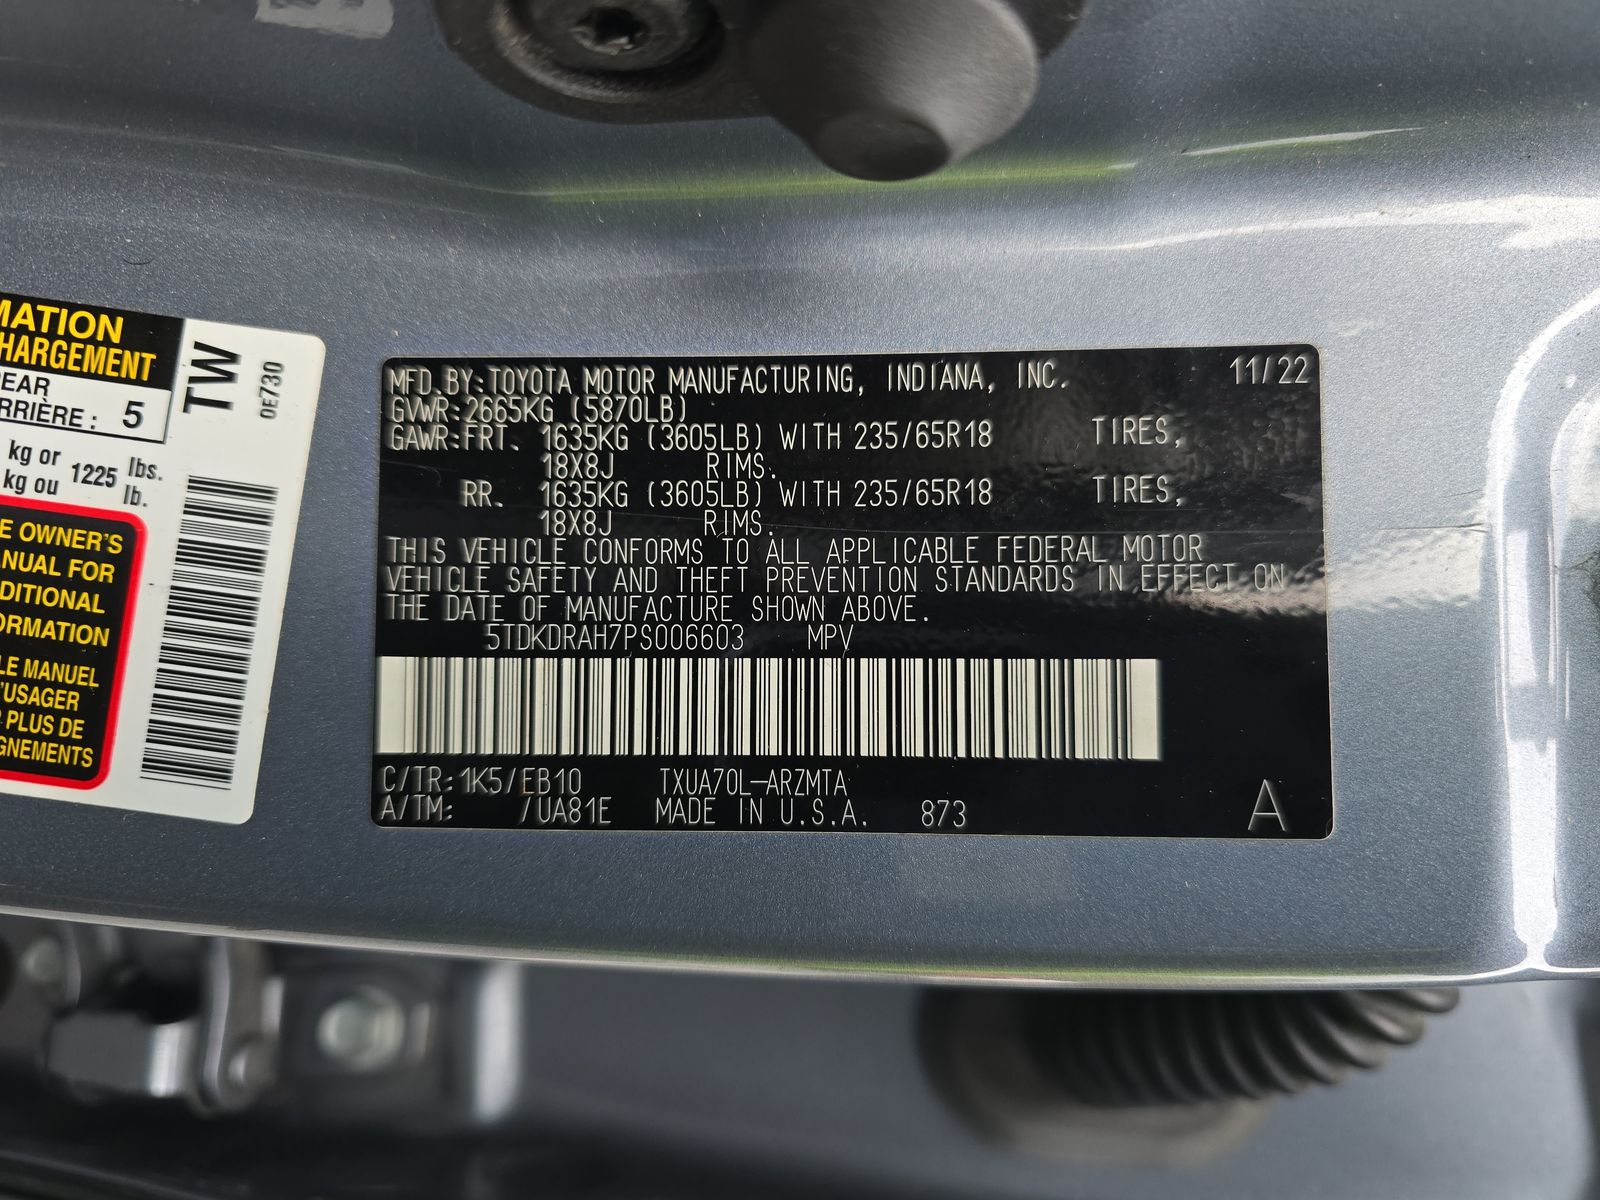 MATION
HARGEMENT
REAR
RRIÈRE : 5
kg or 1225 lbs.
kg ou lb.
E OWNER'S
ANUAL FOR
DITIONAL
ORMATION
LE MANUEL
'USAGER
PLUS DE
GNEMENTS
TW
0E730
MFD.BY:TOYOTA MOTOR MANUFACTURING, INDIANA, INC. 11/22
GVWR:2665KG (5870LB)
GAWR:FRT. 1635KG (3605LB) WITH 235/65R18 TIRES,
18X8J RIMS.
RR. 1635KG (3605LB) WITH 235/65R18 TIRES,
18X8J RIMS.
THIS VEHICLE CONFORMS TO ALL APPLICABLE FEDERAL MOTOR
VEHICLE SAFETY AND THEFT PREVENTION STANDARDS IN EFFECT ON
THE DATE OF MANUFACTURE SHOWN ABOVE.
5TDKDRAH7PS006603 MPV
C/TR:1K5/EB10 TXUA70L-ARZMTA
A/TM: /UA81E MADE IN U.S.A. 873 A